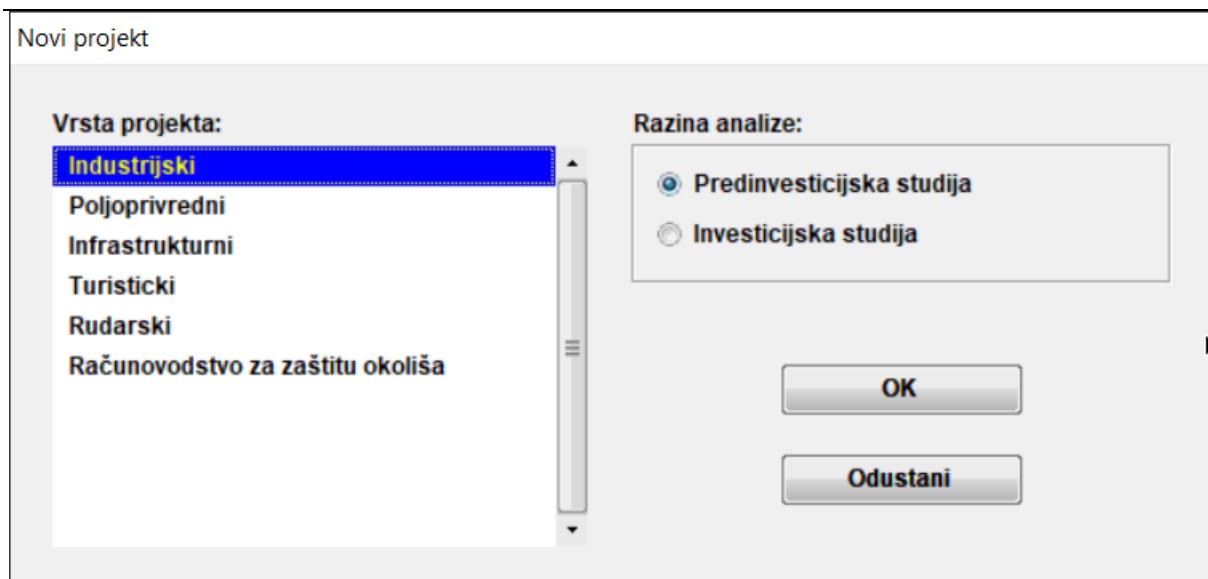 Novi projekt
Vrsta projekta:
Industrijski
Poljoprivredni
Infrastrukturni
Turisticki
Rudarski
Računovodstvo za zaštitu okoliša
Razina analize:
Predinvesticijska studija
Investicijska studija
OK
Odustani